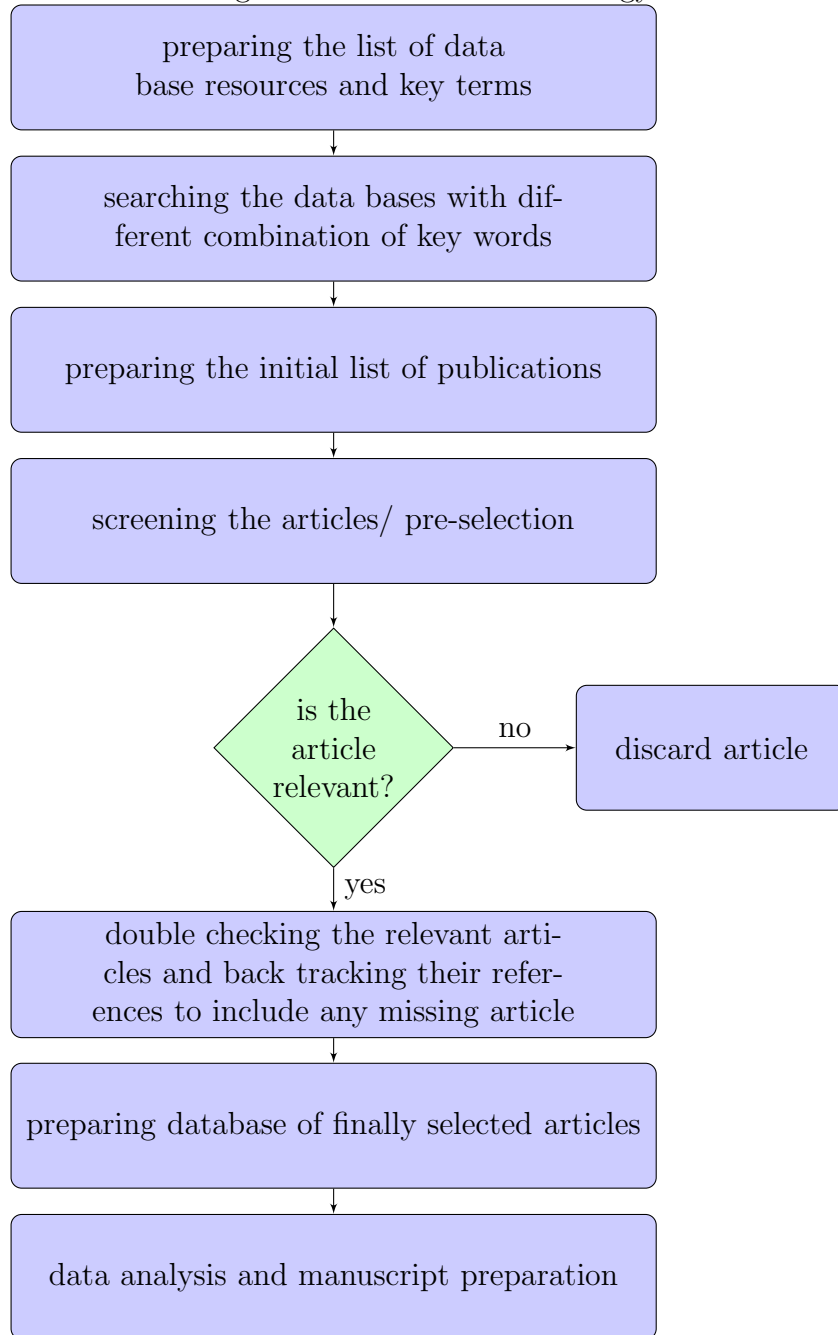 preparing the list of data
base resources and key terms
searching the data bases with dif-
ferent combination of key words
preparing the initial list of publications
screening the articles/ pre-selection
is the
article
relevant?
no
discard article
yes
double checking the relevant arti-
cles and back tracking their refer-
ences to include any missing article
preparing database of finally selected articles
data analysis and manuscript preparation